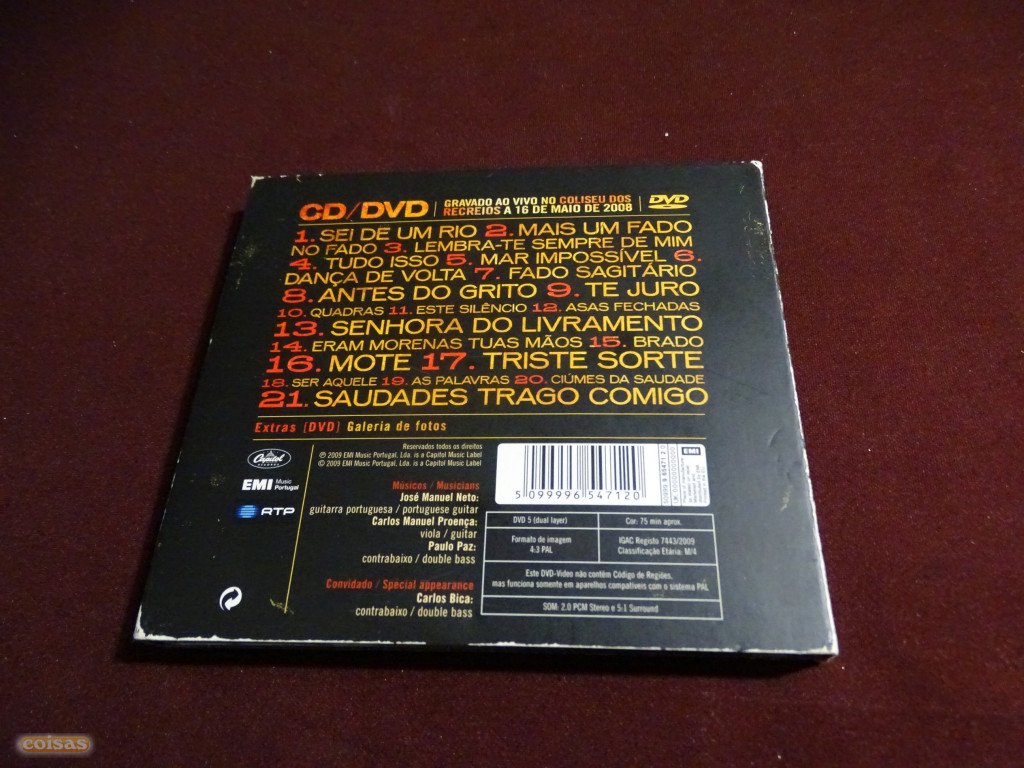 CD/DVD
GRAVADO AO VIVO NO COLISEU DOS
RECREIOS A 16 DE MAIO DE 2008
DVD
1. SEI DE UM RIO 2. MAIS UM FADO
NO FADO 3. LEMBRA-TE SEMPRE DE MIM
4. TUDO ISSO 5. MAR IMPOSSÍVEL 6.
DANÇA DE VOLTA 7. FADO SAGITÁRIO
8. ANTES DO GRITO 9. TE JURO
10. QUADRAS 11. ESTE SILÊNCIO 12. ASAS FECHADAS
13. SENHORA DO LIVRAMENTO
14. ERAM MORENAS TUAS MÃOS 15. BRADO
16. MOTE 17. TRISTE SORTE
18. SER AQUELE 19. AS PALAVRAS 20. CIÚMES DA SAUDADE
21. SAUDADES TRAGO COMIGO
Extras [DVD] Galeria de fotos
Reservados todos os direitos
℗ 2009 EMI Music Portugal, Lda. is a Capitol Music Label
© 2009 EMI Music Portugal, Lda. is a Capitol Music Label
Capitol
EMI Music Portugal
RTP
Músicos / Musicians
José Manuel Neto:
guitarra portuguesa / portuguese guitar
Carlos Manuel Proença:
viola / guitar
Paulo Paz:
contrabaixo / double bass
Convidado / Special appearance
Carlos Bica:
contrabaixo / double bass
5 099996 547120
EMI
DVD 5 (dual layer)
Cor: 75 min aprox.
Formato de imagem
4:3 PAL
IGAC Registo 7443/2009
Classificação Etária: M/4
Este DVD-Video não contêm Código de Regiões,
mas funciona somente em aparelhos compatíveis com o sistema PAL
SOM: 2.0 PCM Stereo e 5:1 Surround
coisas